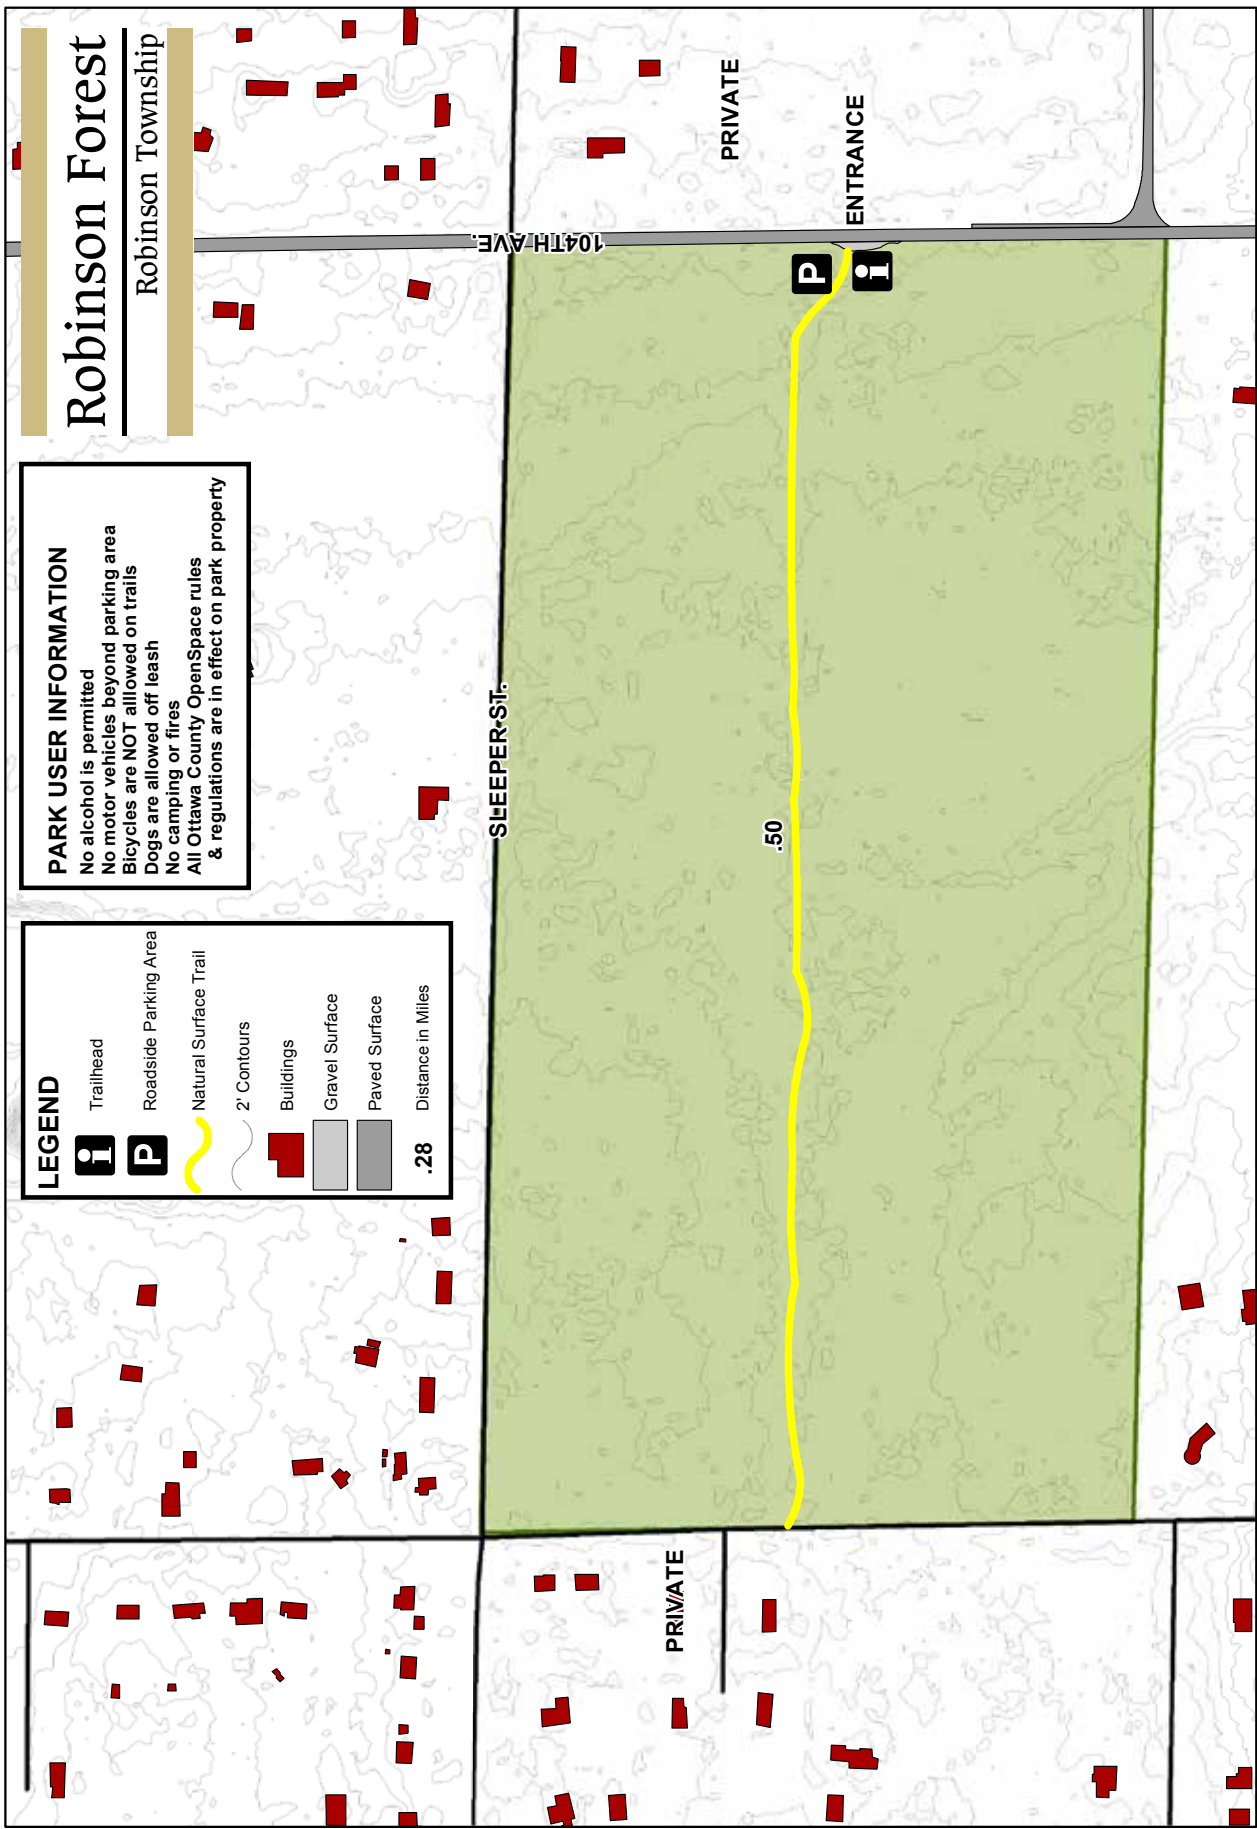 Robinson Forest
Robinson Township
PARK USER INFORMATION
No alcohol is permitted
No motor vehicles beyond parking area
Bicycles are NOT alllowed on trails
Dogs are allowed off leash
No camping or fires
All Ottawa County OpenSpace rules
& regulations are in effect on park property
LEGEND
i Trailhead
P Roadside Parking Area
Natural Surface Trail
2' Contours
Buildings
Gravel Surface
Paved Surface
.28 Distance in Miles
SLEEPER ST.
104TH AVE.
PRIVATE
ENTRANCE
P
i
.50
PRIVATE